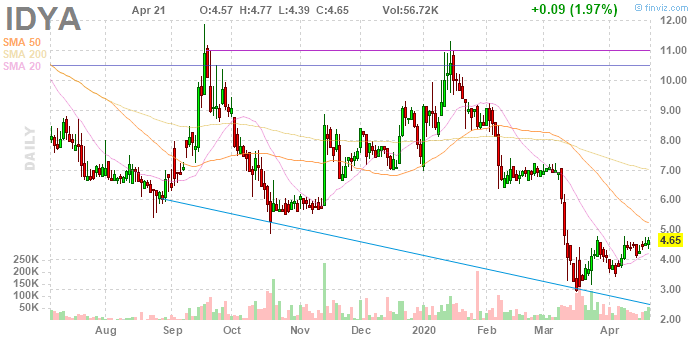 IDYA
Apr 21 O:4.57 H:4.77 L:4.39 C:4.65 Vol:56.72K +0.09 (1.97%)
© finviz.com
SMA 50
SMA 200
SMA 20
DAILY
12.00
11.00
10.00
9.00
8.00
7.00
6.00
5.00
4.65
4.00
3.00
2.00
250K
200K
150K
100K
50K
Aug Sep Oct Nov Dec 2020 Feb Mar Apr